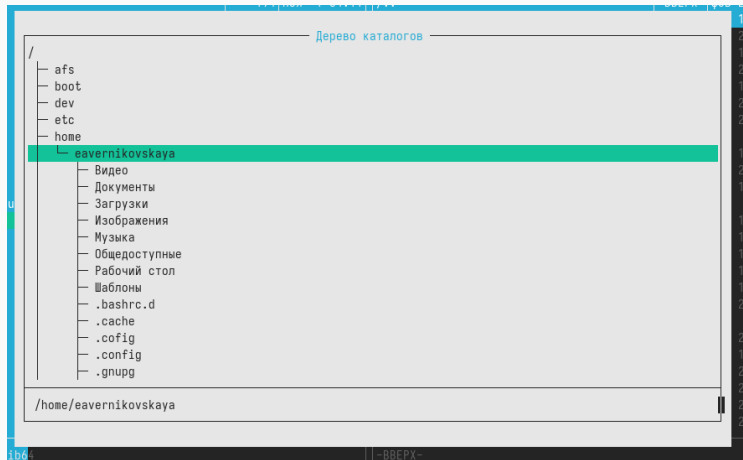 Дерево каталогов
/
afs
boot
dev
etc
home
eavernikovskaya
Видео
Документы
Загрузки
Изображения
Музыка
Общедоступные
Рабочий стол
Шаблоны
.bashrc.d
.cache
.cofig
.config
.gnupg
/home/eavernikovskaya
ib64 -ВВЕРХ-